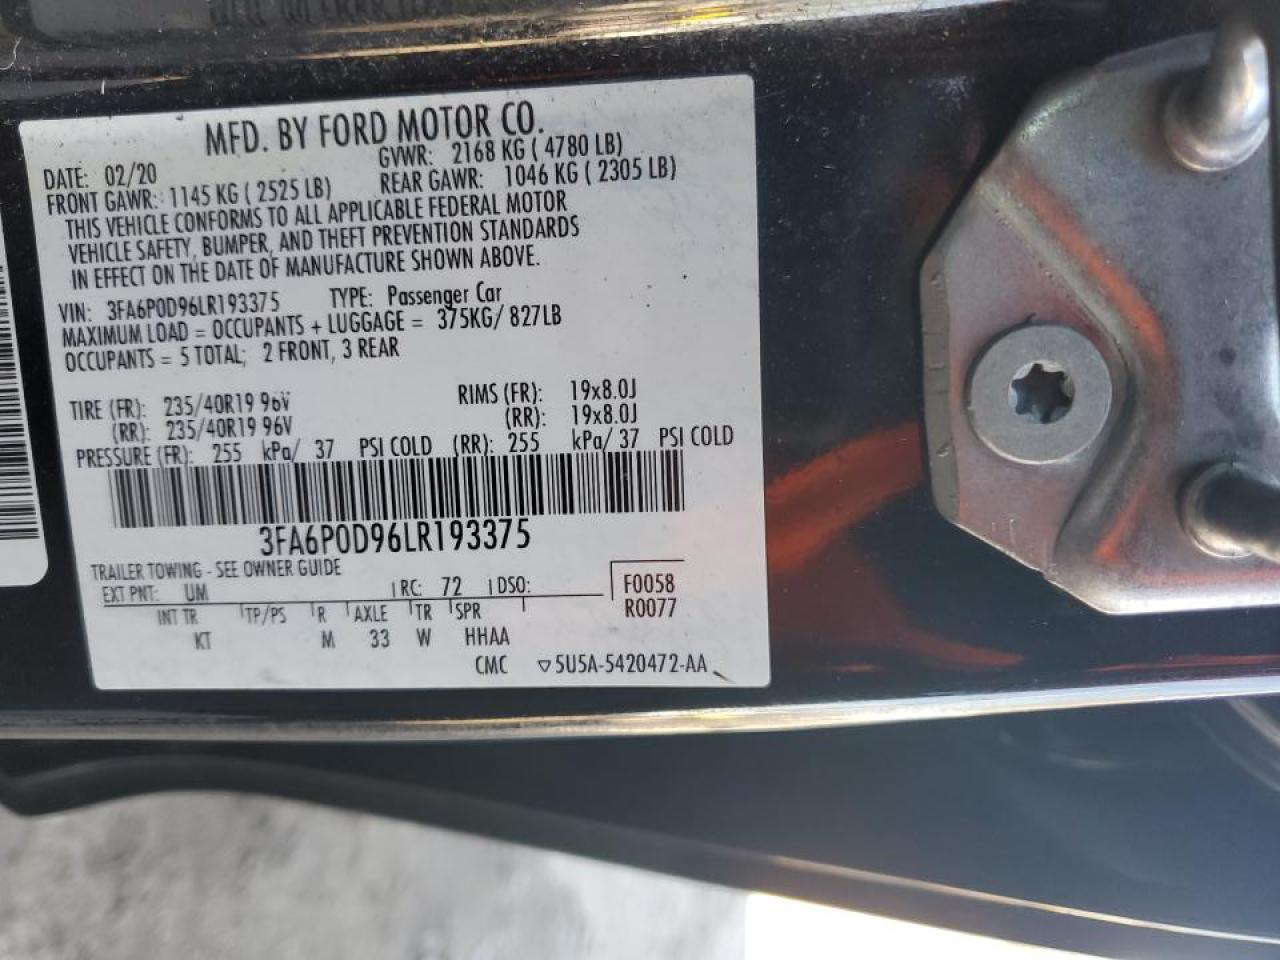 MFD. BY FORD MOTOR CO.
DATE: 02/20 GVWR: 2168 KG ( 4780 LB)
FRONT GAWR: 1145 KG ( 2525 LB) REAR GAWR: 1046 KG ( 2305 LB)
THIS VEHICLE CONFORMS TO ALL APPLICABLE FEDERAL MOTOR
VEHICLE SAFETY, BUMPER, AND THEFT PREVENTION STANDARDS
IN EFFECT ON THE DATE OF MANUFACTURE SHOWN ABOVE.
VIN: 3FA6P0D96LR193375 TYPE: Passenger Car
MAXIMUM LOAD = OCCUPANTS + LUGGAGE = 375KG/ 827LB
OCCUPANTS = 5 TOTAL; 2 FRONT, 3 REAR
TIRE (FR): 235/40R19 96V RIMS (FR): 19x8.0J
(RR): 235/40R19 96V (RR): 19x8.0J
PRESSURE (FR): 255 kPa/ 37 PSI COLD (RR): 255 kPa/ 37 PSI COLD
3FA6P0D96LR193375
TRAILER TOWING - SEE OWNER GUIDE
EXT PNT: UM RC: 72 DSO: F0058
R0077
INT TR TP/PS R AXLE TR SPR
KT M 33 W HHAA
CMC ▽5U5A-5420472-AA